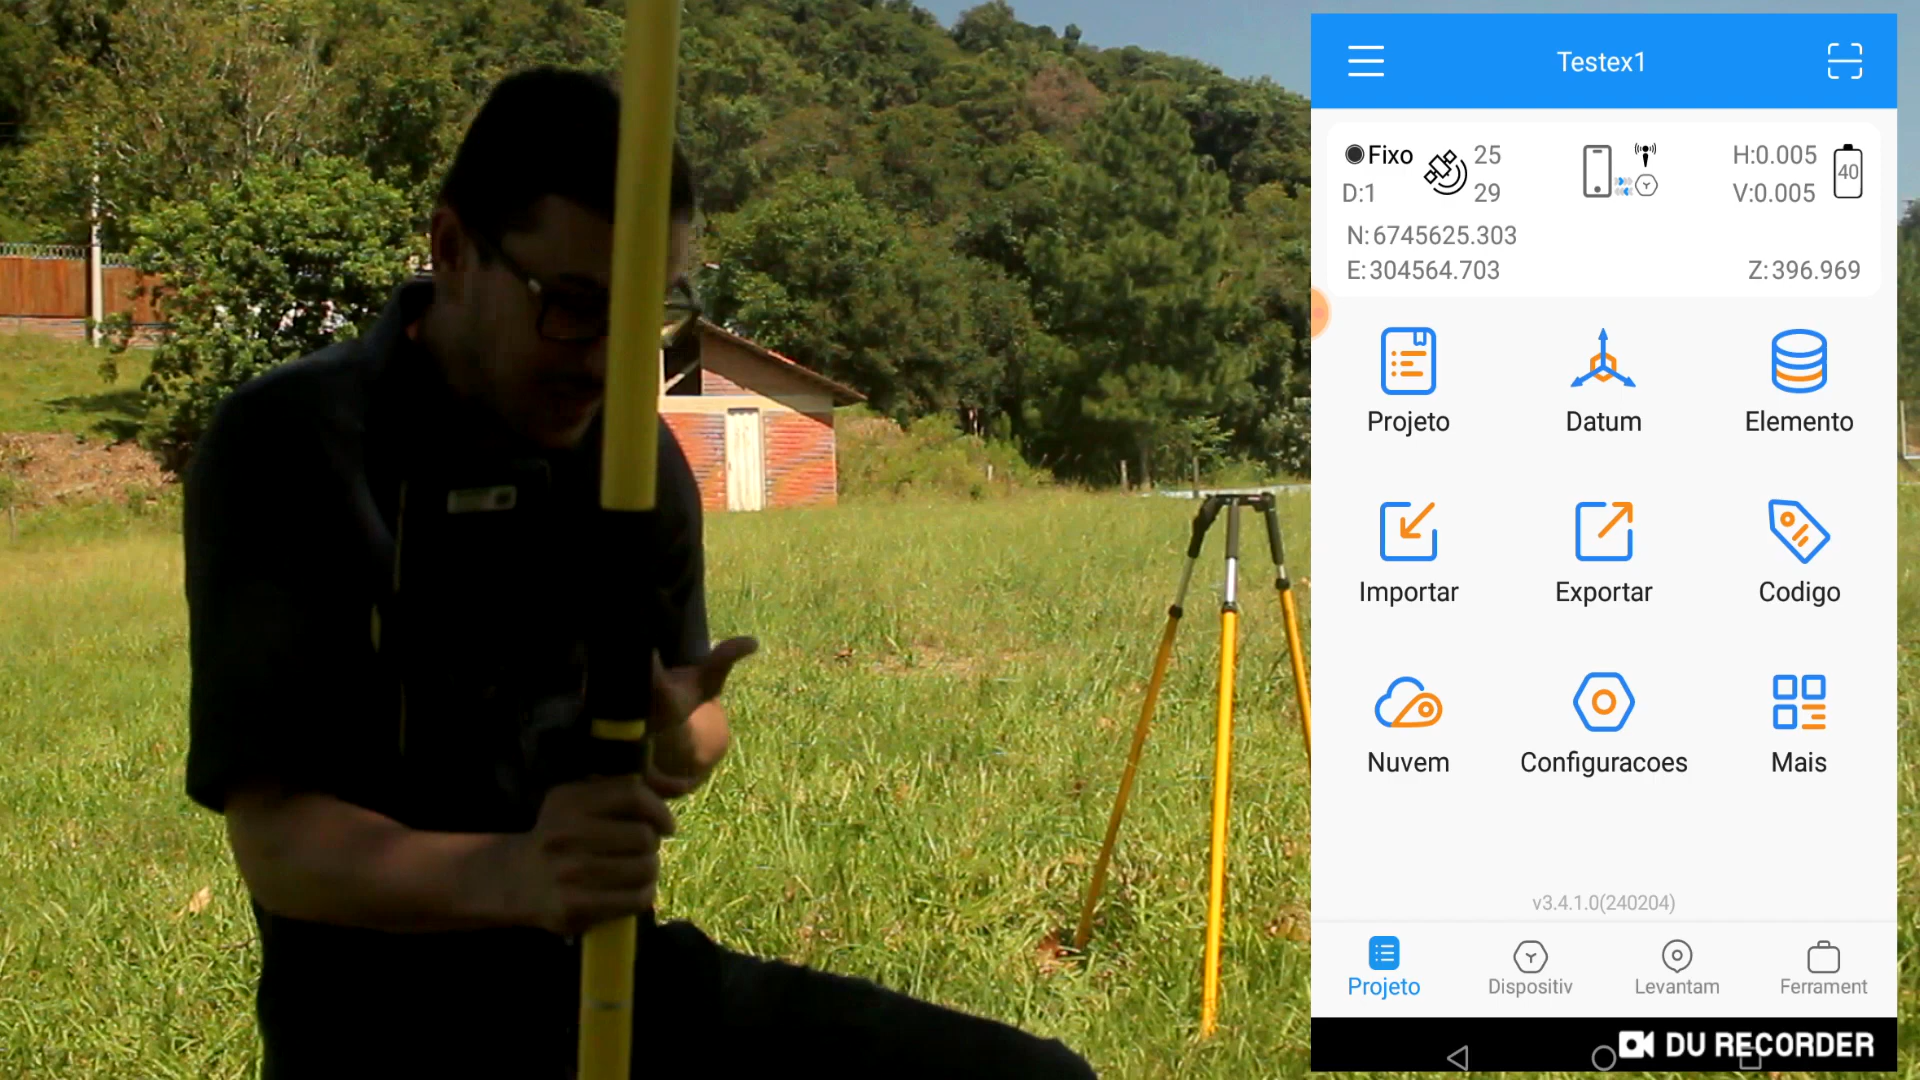 Testex1
Fixo 25 H:0.005 40
D:1 29 V:0.005
N:6745625.303
E:304564.703 Z:396.969
Projeto Datum Elemento
Importar Exportar Codigo
Nuvem Configuracoes Mais
v3.4.1.0(240204)
Projeto Dispositiv Levantam Ferrament
DU RECORDER